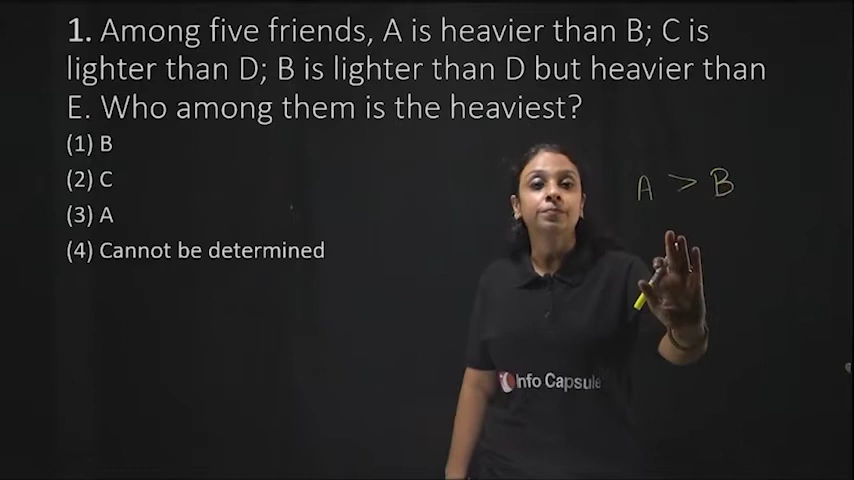 1. Among five friends, A is heavier than B; C is
lighter than D; B is lighter than D but heavier than
E. Who among them is the heaviest?
(1) B
(2) C
(3) A
(4) Cannot be determined
A > B
Info Capsule